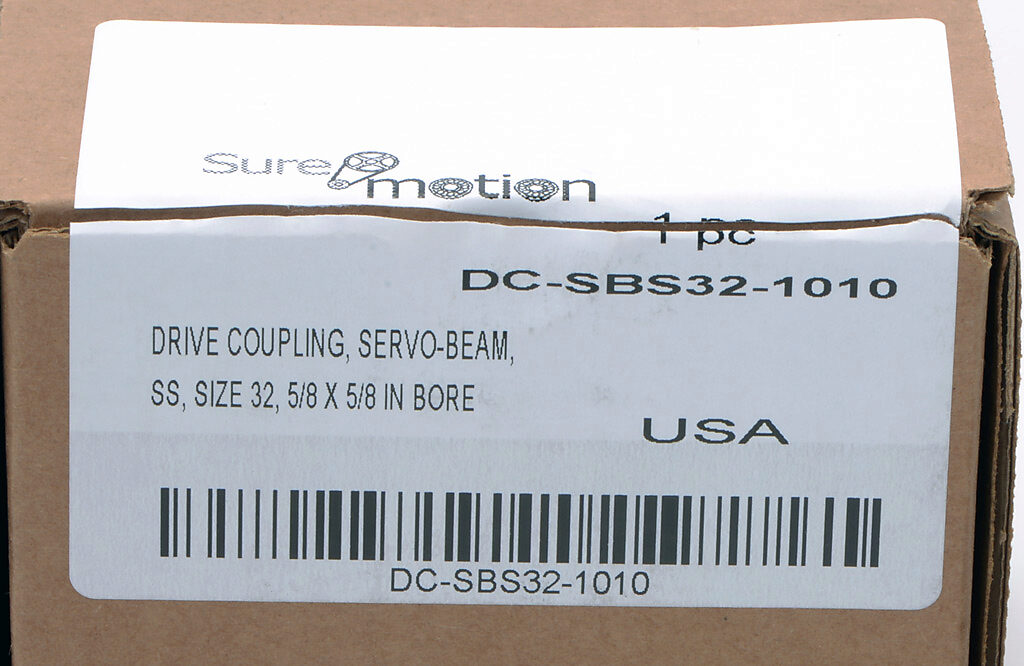 Sure motion
1 pc
DC-SBS32-1010
DRIVE COUPLING, SERVO-BEAM,
SS, SIZE 32, 5/8 X 5/8 IN BORE
USA
DC-SBS32-1010